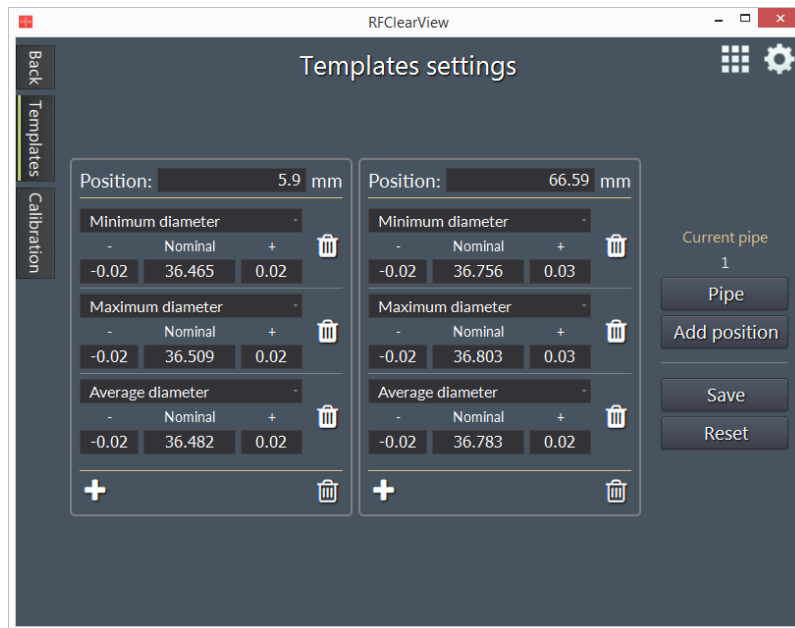 RFClearView
Back
Templates
Calibration
Templates settings
Position: 5.9 mm
Minimum diameter
- Nominal +
-0.02 36.465 0.02
Maximum diameter
- Nominal +
-0.02 36.509 0.02
Average diameter
- Nominal +
-0.02 36.482 0.02
Position: 66.59 mm
Minimum diameter
- Nominal +
-0.02 36.756 0.03
Maximum diameter
- Nominal +
-0.02 36.803 0.03
Average diameter
- Nominal +
-0.02 36.783 0.02
Current pipe
1
Pipe
Add position
Save
Reset